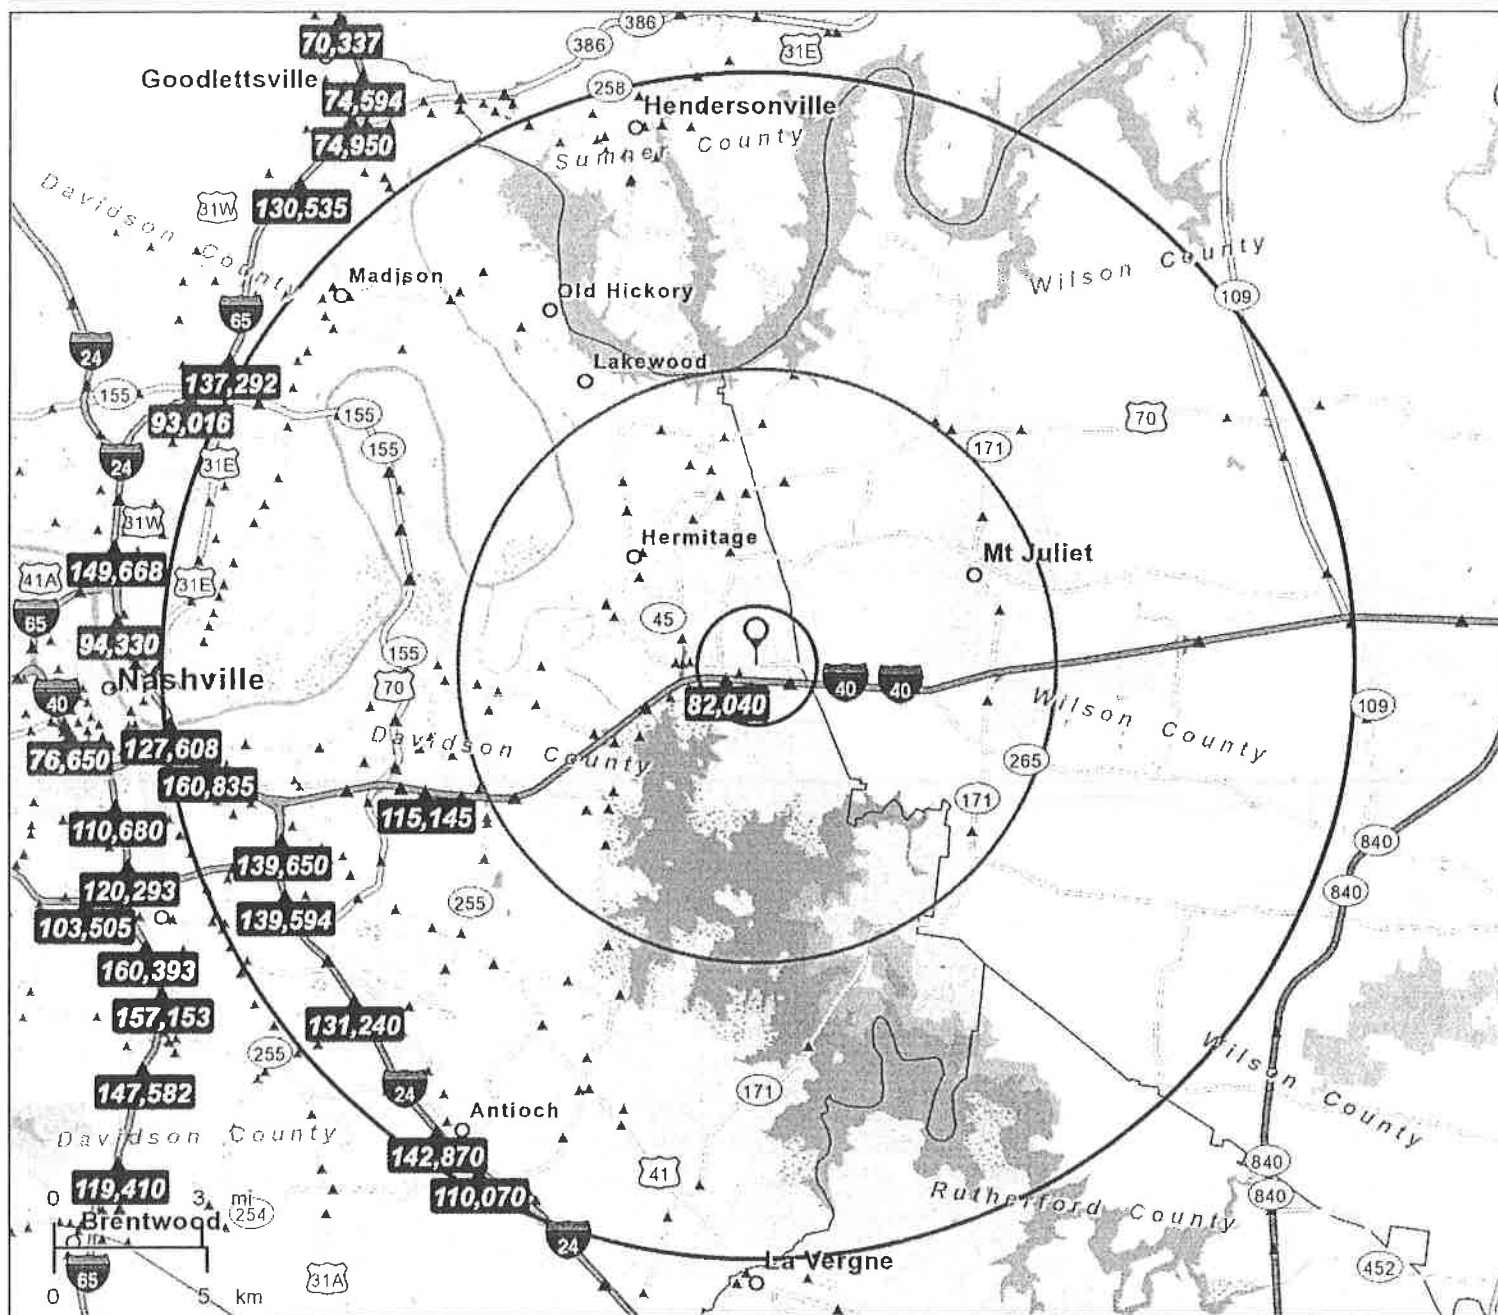 386
70,337
386
31E
Goodlettsville
74,594
258
Hendersonville
74,950
Sumner County
Davidson County
31W
130,535
Wilson County
Madison
Old Hickory
109
65
24
Lakewood
137,292
155
93,016
155
70
155
171
24
31E
31W
Hermitage
Mt Juliet
149,668
41A
31E
65
45
94,330
155
Nashville
70
40
40
40
82,040
Wilson County
109
127,608
Davidson County
76,650
265
160,835
171
115,145
110,680
840
139,650
120,293
840
255
139,594
103,505
160,393
157,153
131,240
255
Wilson County
147,582
24
171
Antioch
Davidson County
142,870
840
41
119,410
110,070
Rutherford County
840
0 3 mi
254
Brentwood
24
452
La Vergne
65
31A
0 5 km